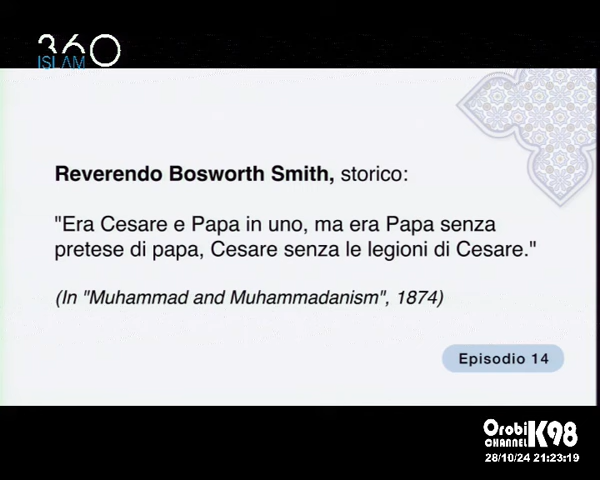 360
ISLAM
Reverendo Bosworth Smith, storico:
"Era Cesare e Papa in uno, ma era Papa senza
pretese di papa, Cesare senza le legioni di Cesare."
(In "Muhammad and Muhammadanism", 1874)
Episodio 14
Orobi
CHANNEL K98
28/10/24 21:23:19